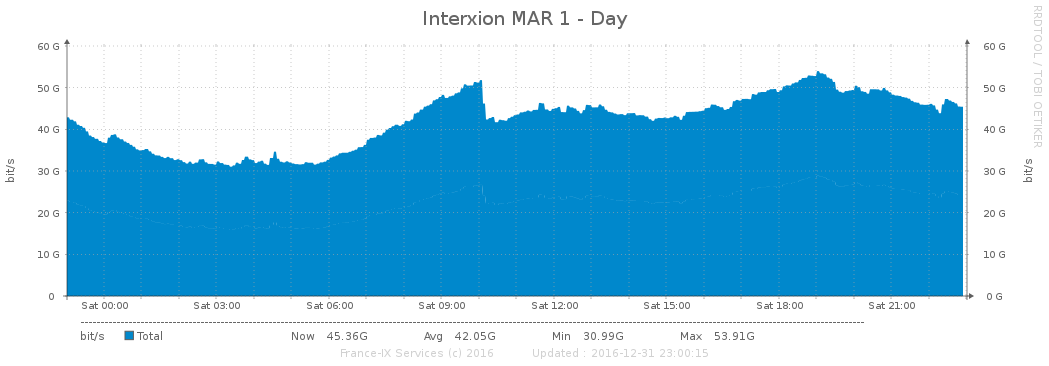 Interxion MAR 1 - Day
RRDTOOL / TOBI OETIKER
60 G 60 G
50 G 50 G
40 G 40 G
30 G 30 G
20 G 20 G
10 G 10 G
0 0 G
bit/s bit/s
Sat 00:00 Sat 03:00 Sat 06:00 Sat 09:00 Sat 12:00 Sat 15:00 Sat 18:00 Sat 21:00
bit/s Total Now 45.36G Avg 42.05G Min 30.99G Max 53.91G
France-IX Services (c) 2016 Updated : 2016-12-31 23:00:15